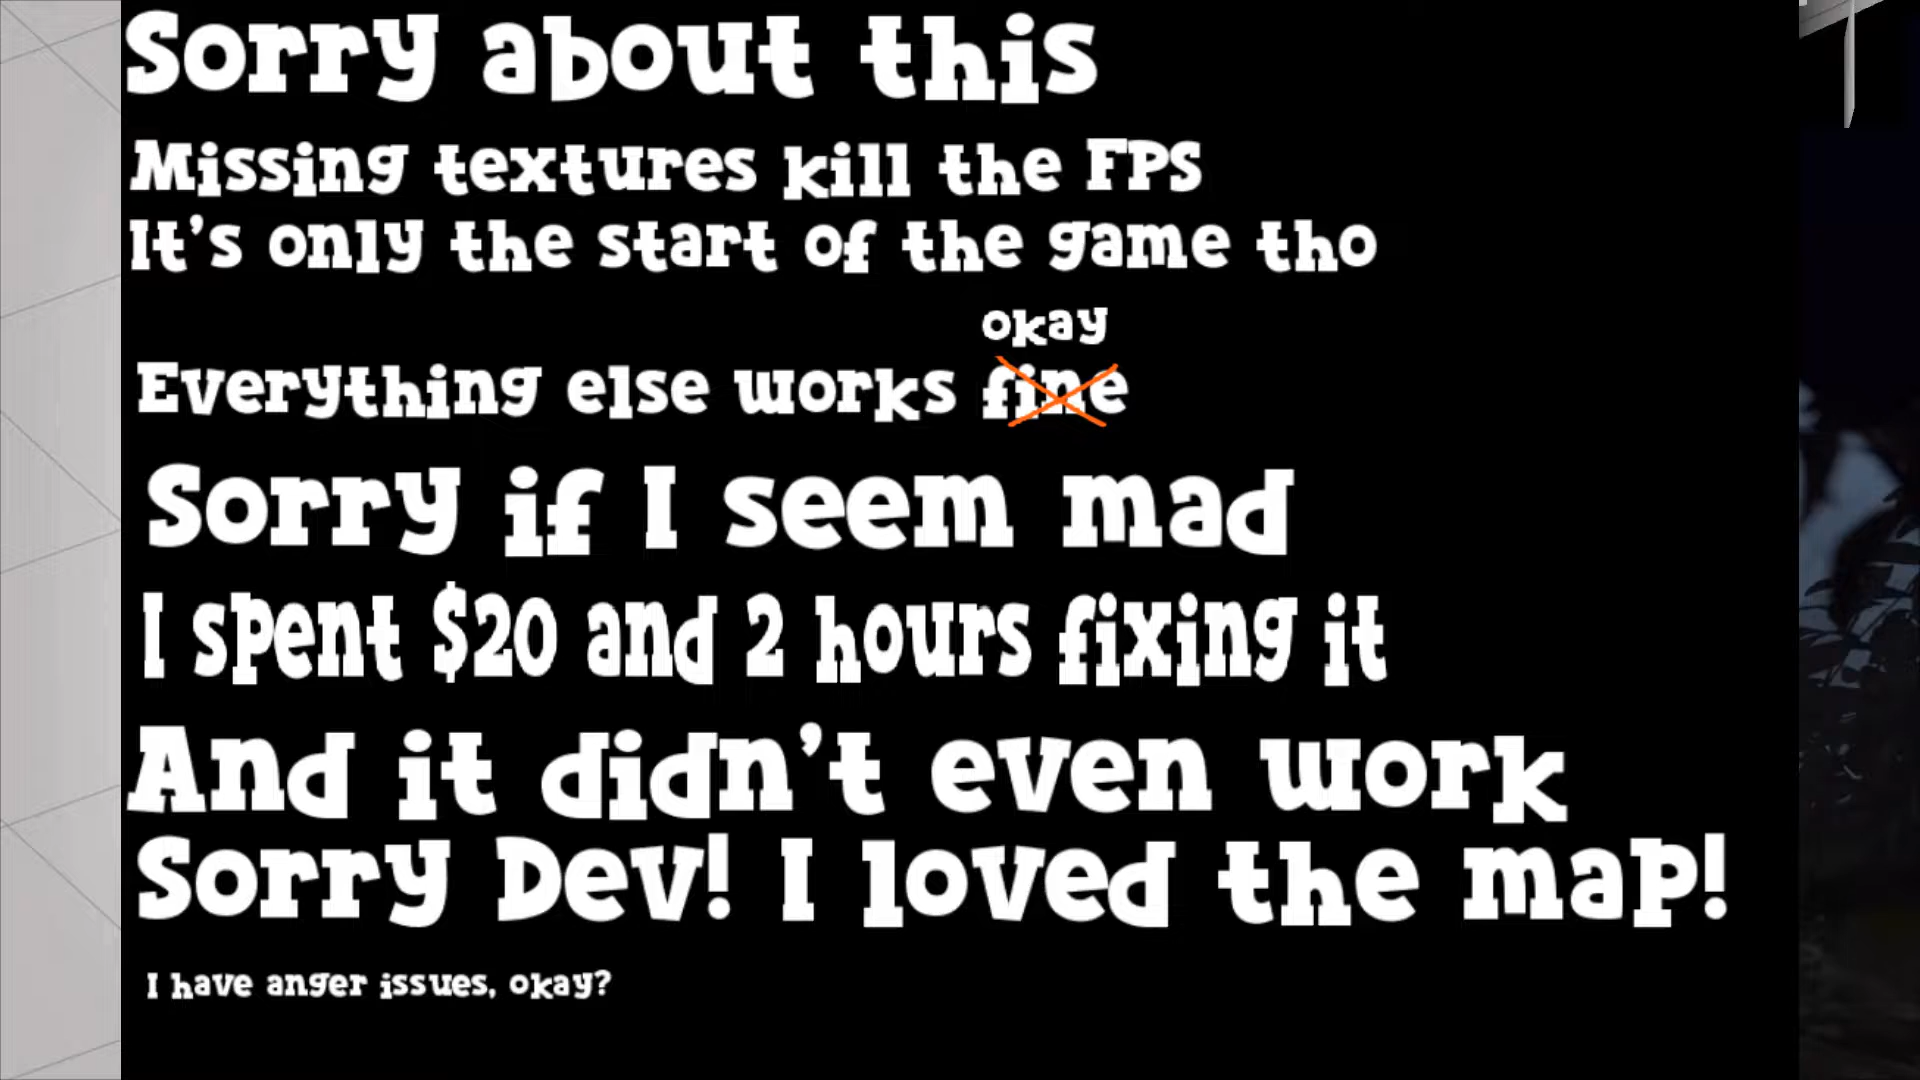 Sorry about this
Missing textures kill the FPS
It's only the start of the game tho
okay
Everything else works fine
Sorry if I seem mad
I spent $20 and 2 hours fixing it
And it didn't even work
Sorry Dev! I loved the map!
I have anger issues, okay?